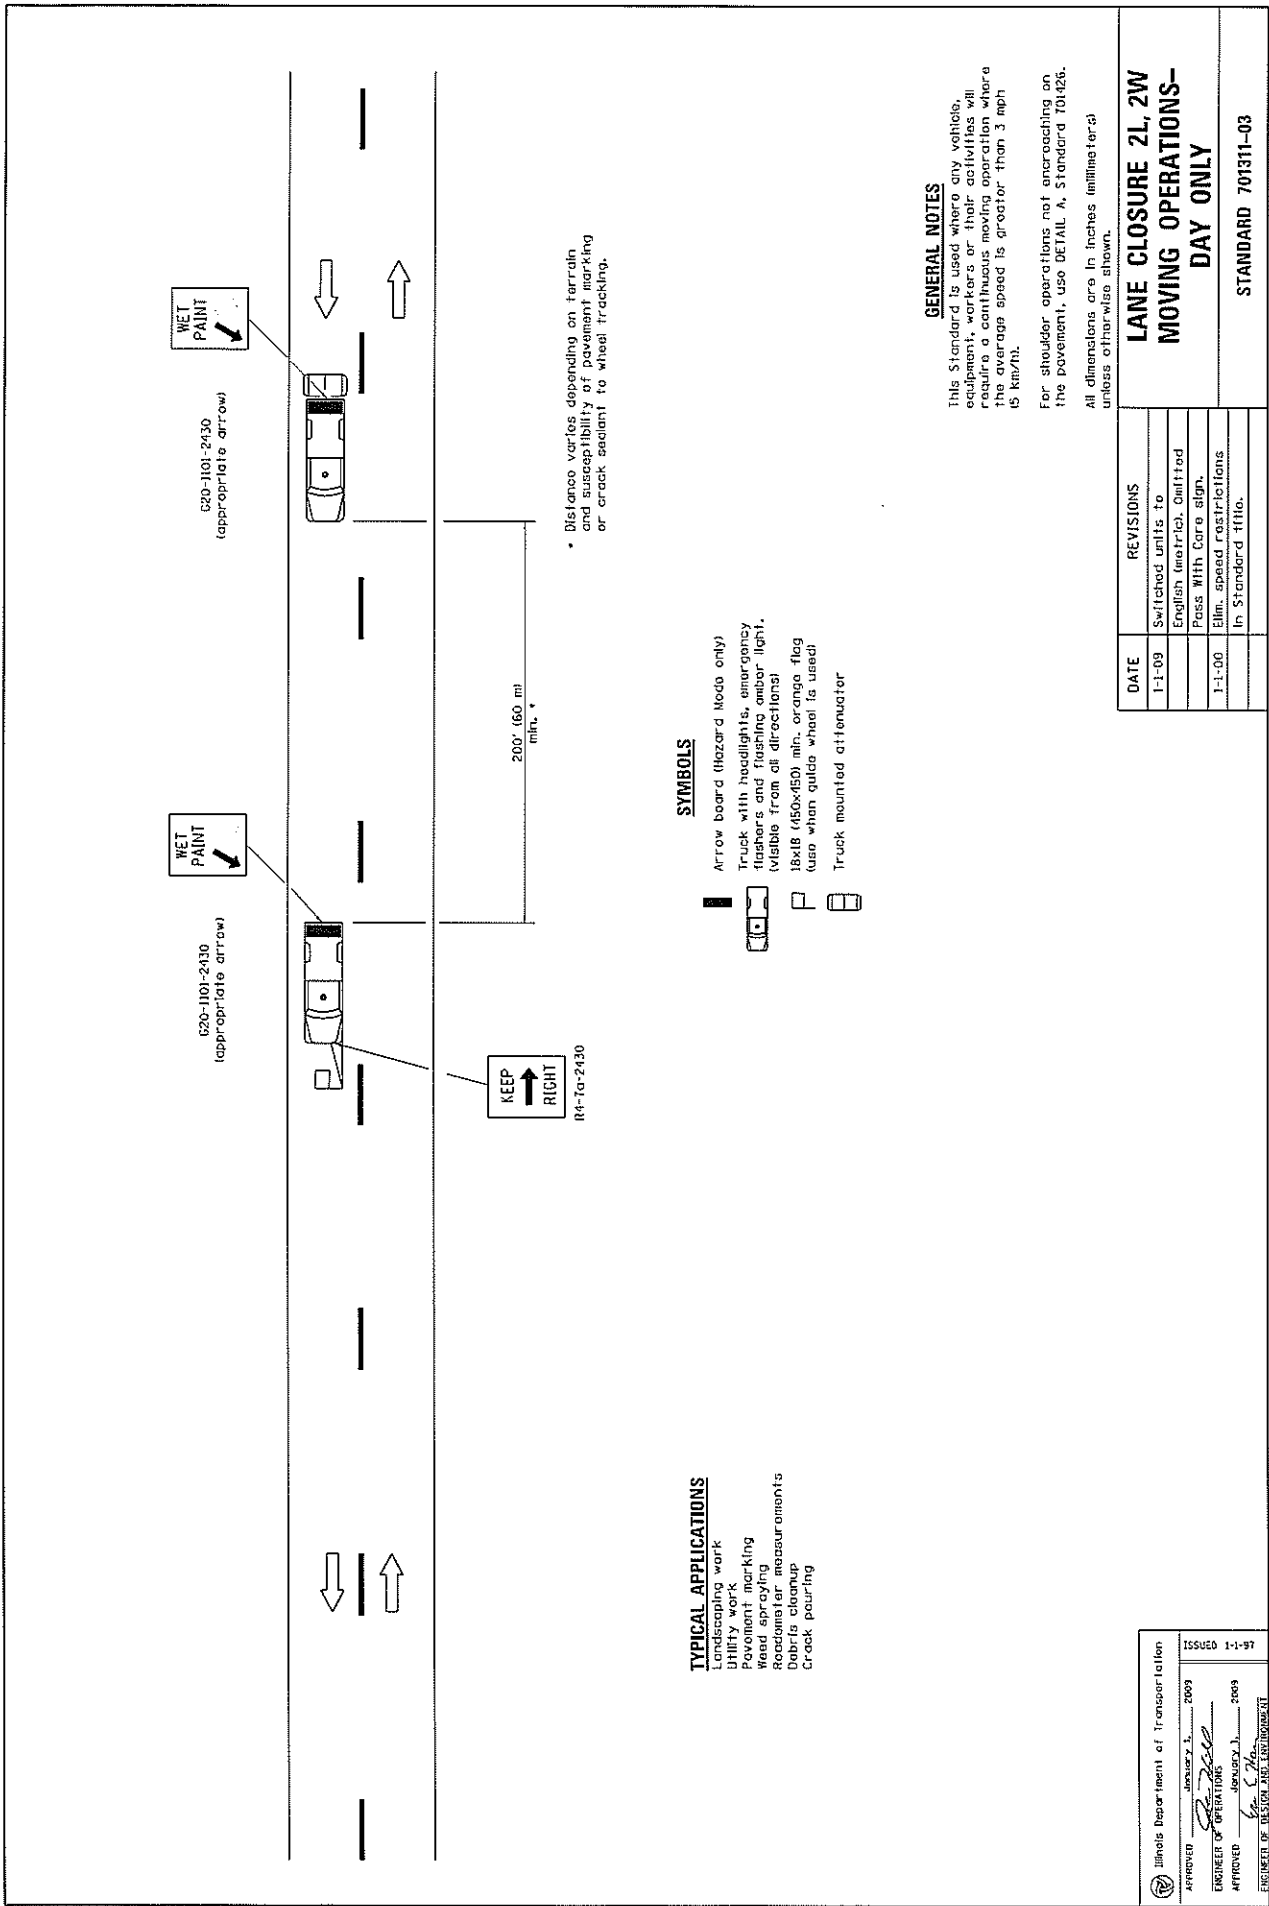 WET
PAINT
G20-I101-2430
(appropriate arrow)
WET
PAINT
G20-I101-2430
(appropriate arrow)
KEEP
RIGHT
R4-7a-2430
200' (60 m)
min. *
* Distance varies depending on terrain
and susceptibility of pavement marking
or crack sealant to wheel tracking.
TYPICAL APPLICATIONS
Landscaping work
Utility work
Pavement marking
Weed spraying
Roadometer measurements
Debris cleanup
Crack pouring
SYMBOLS
Arrow board (Hazard Mode only)
Truck with headlights, emergency
flashers and flashing amber light.
(visible from all directions)
18x18 (450x450) min. orange flag
(use when guide wheel is used)
Truck mounted attenuator
GENERAL NOTES
This Standard is used where any vehicle,
equipment, workers or their activities will
require a continuous moving operation where
the average speed is greater than 3 mph
(5 km/h).
For shoulder operations not encroaching on
the pavement, use DETAIL A, Standard 701426.
All dimensions are in inches (millimeters)
unless otherwise shown.
Illinois Department of Transportation
APPROVED January 1, 2009
ENGINEER OF OPERATIONS
APPROVED January 1, 2009
ENGINEER OF DESIGN AND ENVIRONMENT
ISSUED 1-1-97
DATE REVISIONS
1-1-09 Switched units to
English (metric). Omitted
Pass With Care sign.
1-1-00 Elim. speed restrictions
in Standard title.
LANE CLOSURE 2L, 2W
MOVING OPERATIONS–
DAY ONLY
STANDARD 701311-03